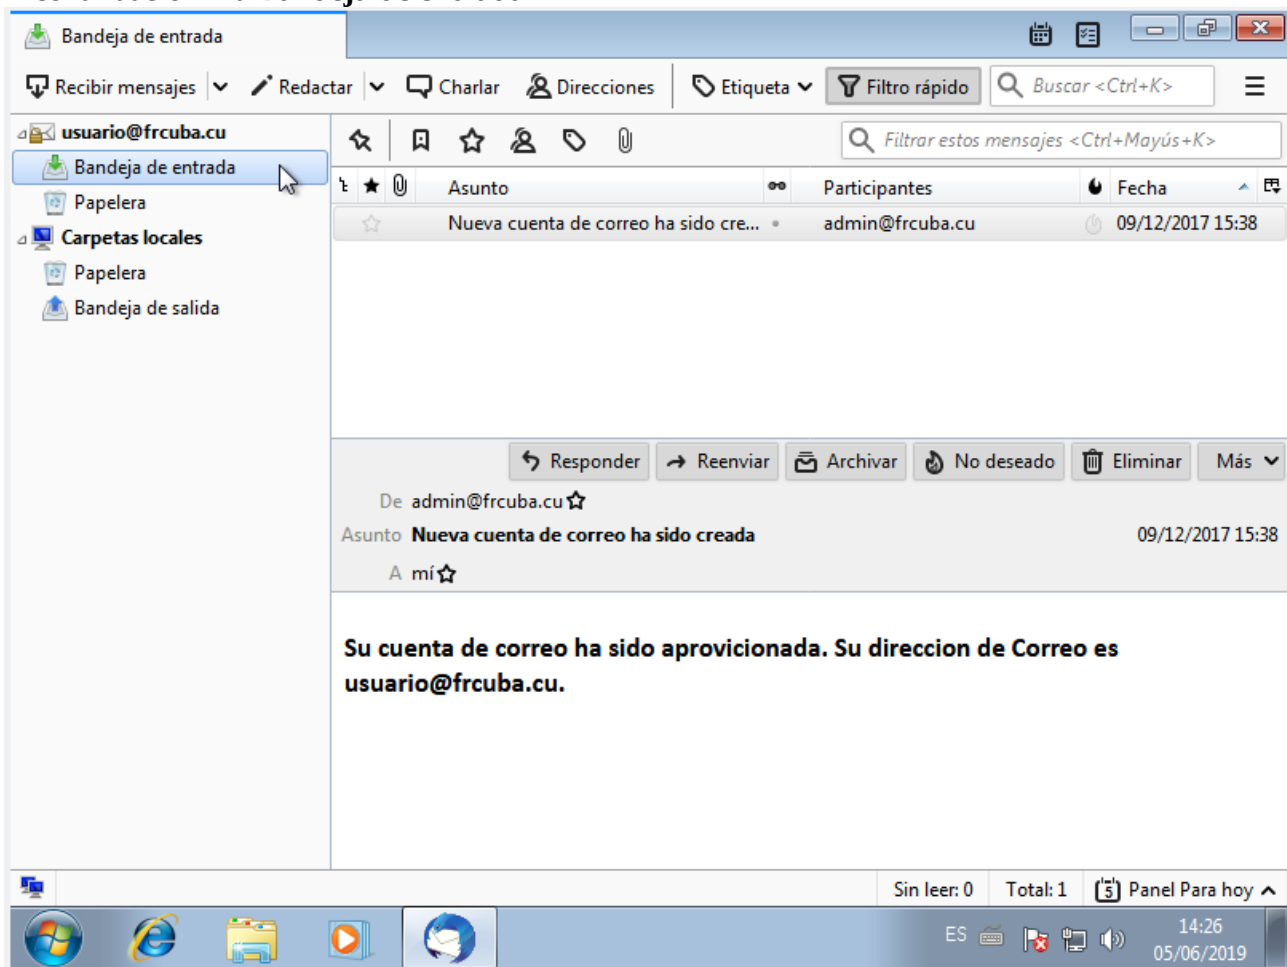 Bandeja de entrada
Recibir mensajes Redactar Charlar Direcciones Etiqueta Filtro rápido Buscar <Ctrl+K>
usuario@frcuba.cu
Filtrar estos mensajes <Ctrl+Mayús+K>
Bandeja de entrada
Asunto Participantes Fecha
Papelera
Nueva cuenta de correo ha sido cre... admin@frcuba.cu 09/12/2017 15:38
Carpetas locales
Papelera
Bandeja de salida
Responder Reenviar Archivar No deseado Eliminar Más
De admin@frcuba.cu
Asunto Nueva cuenta de correo ha sido creada 09/12/2017 15:38
A mí
Su cuenta de correo ha sido aprovicionada. Su direccion de Correo es
usuario@frcuba.cu.
Sin leer: 0 Total: 1 5 Panel Para hoy
ES 14:26
05/06/2019